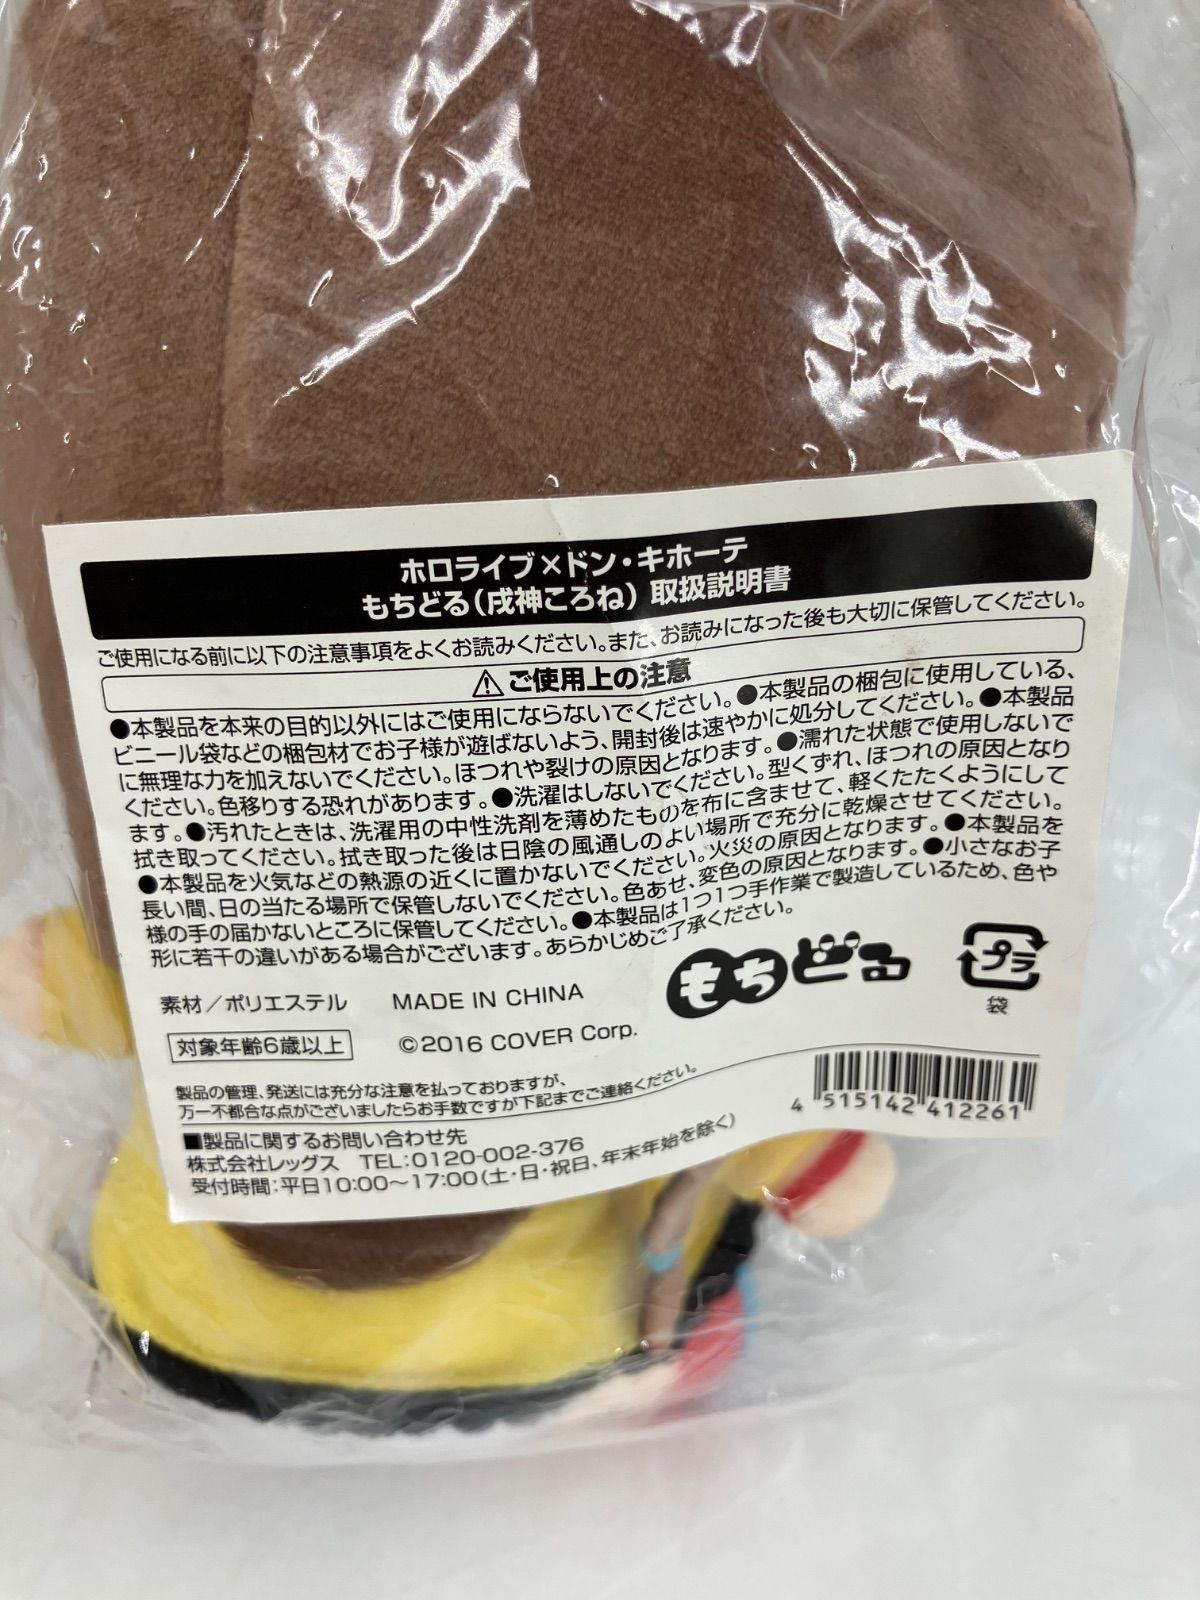 ホロライブ×ドン・キホーテ
もちどる(戌神ころね)取扱説明書
ご使用になる前に以下の注意事項をよくお読みください。また、お読みになった後も大切に保管してください。
⚠ご使用上の注意
●本製品を本来の目的以外にはご使用にならないでください。●本製品の梱包に使用している、
ビニール袋などの梱包材でお子様が遊ばないよう、開封後は速やかに処分してください。●本製品
に無理な力を加えないでください。ほつれや裂けの原因となります。●濡れた状態で使用しないで
ください。色移りする恐れがあります。●洗濯はしないでください。型くずれ、ほつれの原因となり
ます。●汚れたときは、洗濯用の中性洗剤を薄めたものを布に含ませて、軽くたたくようにして
拭き取ってください。拭き取った後は日陰の風通しのよい場所で充分に乾燥させてください。
●本製品を火気などの熱源の近くに置かないでください。火災の原因となります。●本製品を
長い間、日の当たる場所で保管しないでください。色あせ、変色の原因となります。●小さなお子
様の手の届かないところに保管してください。●本製品は1つ1つ手作業で製造しているため、色や
形に若干の違いがある場合がございます。あらかじめご了承ください。
もちどる
プラ
袋
素材/ポリエステル MADE IN CHINA
対象年齢6歳以上 ©2016 COVER Corp.
製品の管理、発送には充分な注意を払っておりますが、
万一不都合な点がございましたらお手数ですが下記までご連絡ください。
■製品に関するお問い合わせ先
株式会社レッグス TEL:0120-002-376
受付時間:平日10:00〜17:00(土・日・祝日、年末年始を除く)
4 515142 412261